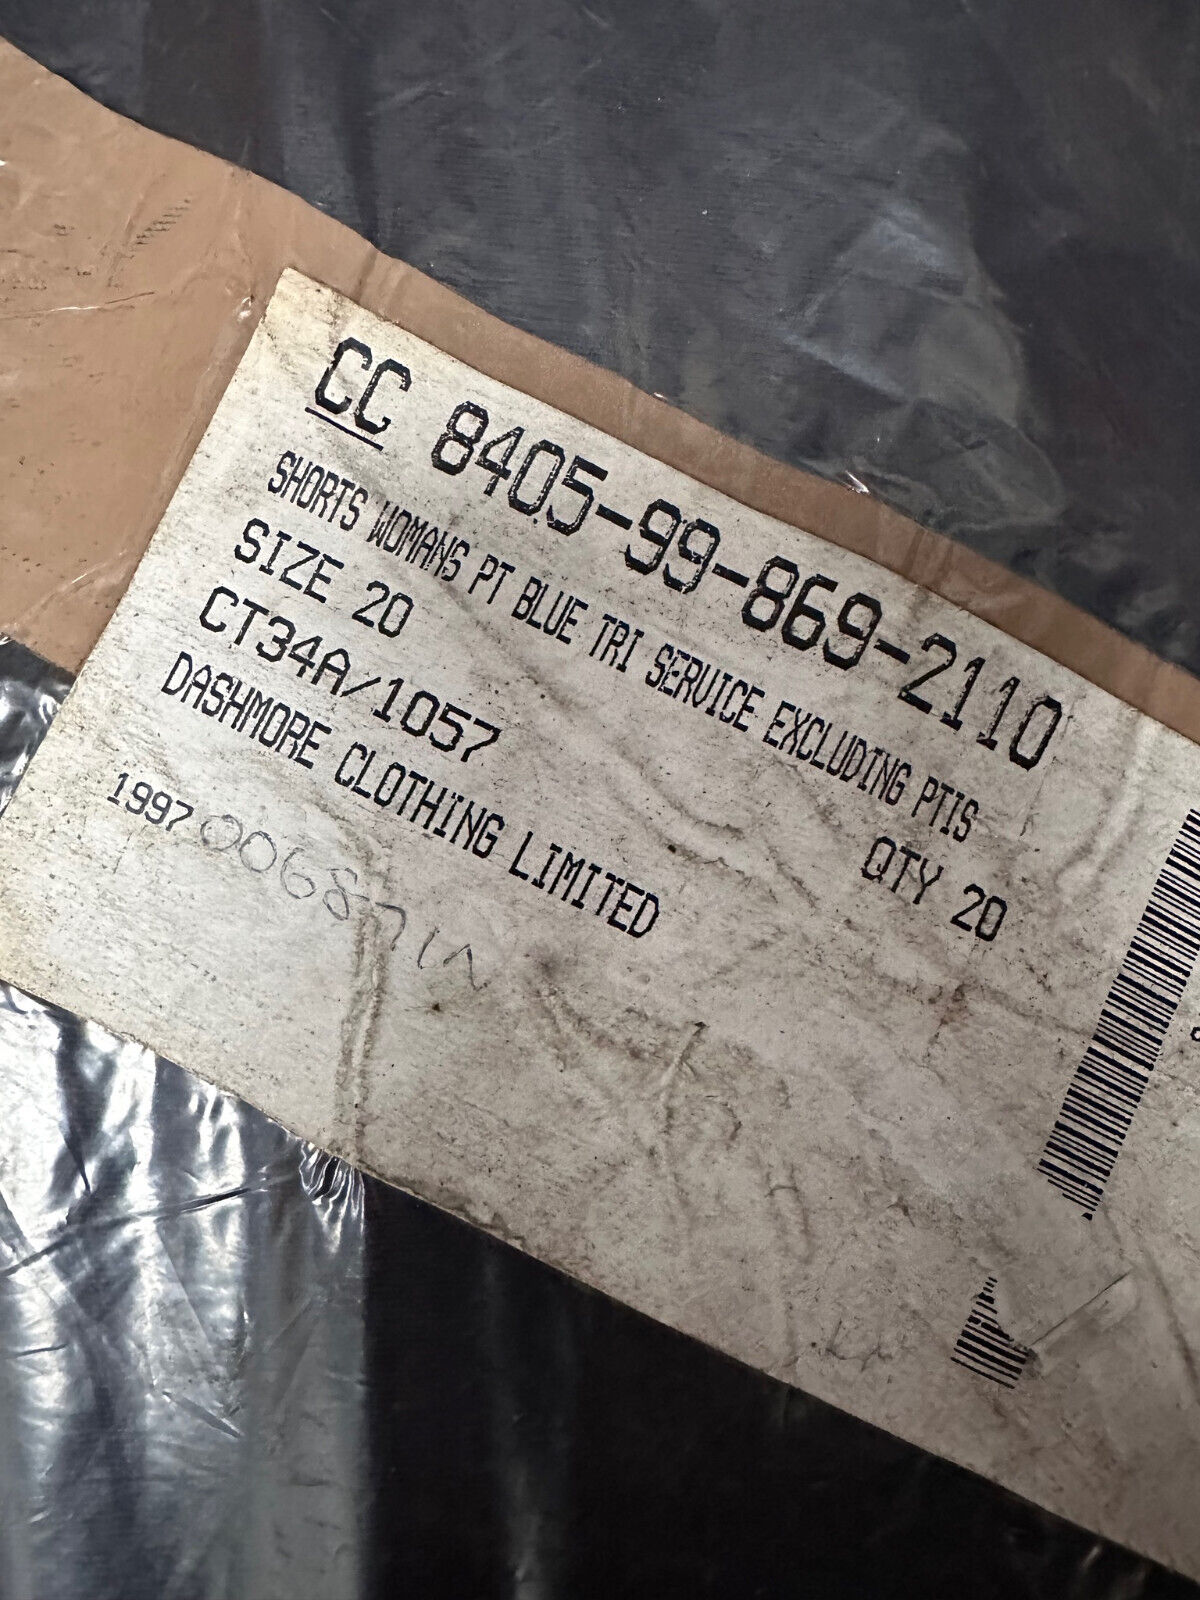 CC 8405-99-869-2110
SHORTS WOMANS PT BLUE TRI SERVICE EXCLUDING PTIS
SIZE 20 QTY 20
CT34A/1057
DASHMORE CLOTHING LIMITED
1997